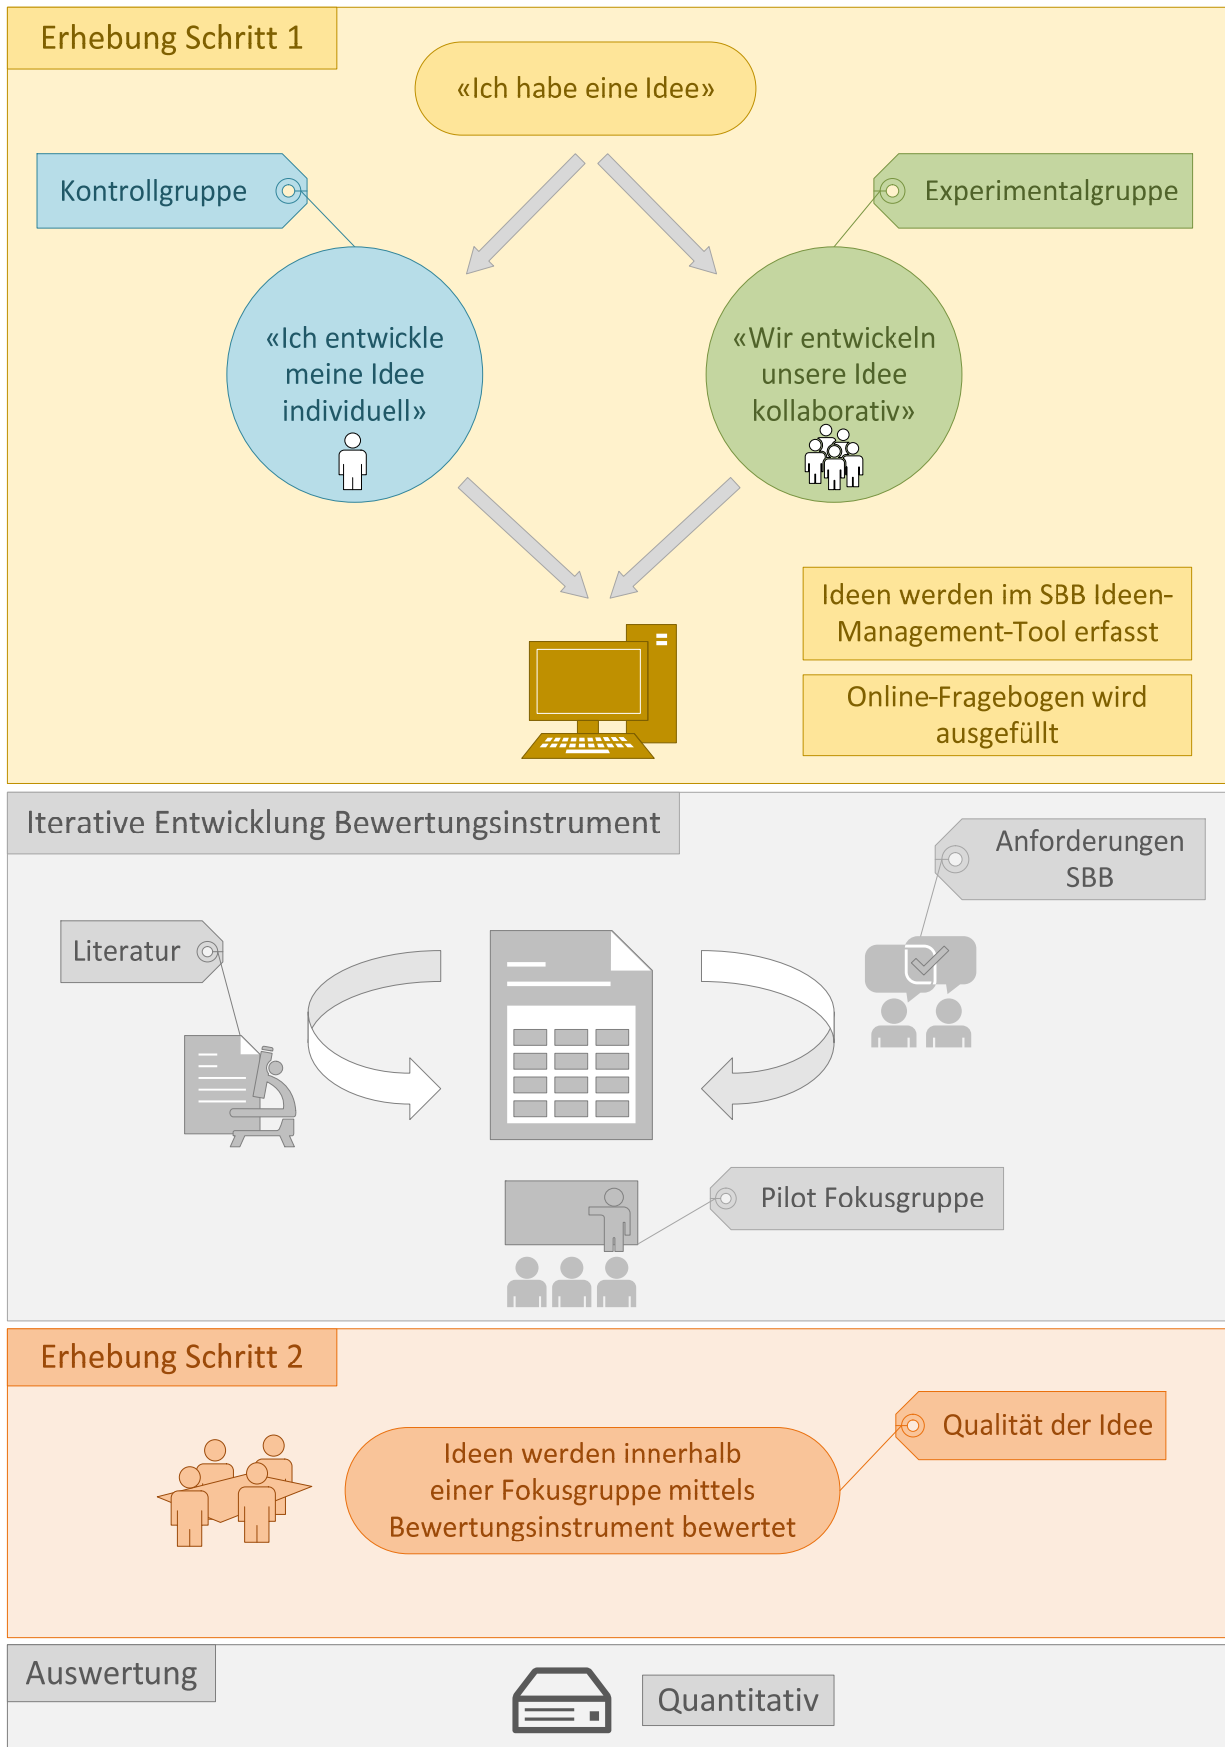 Erhebung Schritt 1
«Ich habe eine Idee»
Kontrollgruppe
Experimentalgruppe
«Ich entwickle
meine Idee
individuell»
«Wir entwickeln
unsere Idee
kollaborativ»
Ideen werden im SBB Ideen-
Management-Tool erfasst
Online-Fragebogen wird
ausgefüllt
Iterative Entwicklung Bewertungsinstrument
Anforderungen
SBB
Literatur
Pilot Fokusgruppe
Erhebung Schritt 2
Qualität der Idee
Ideen werden innerhalb
einer Fokusgruppe mittels
Bewertungsinstrument bewertet
Auswertung
Quantitativ